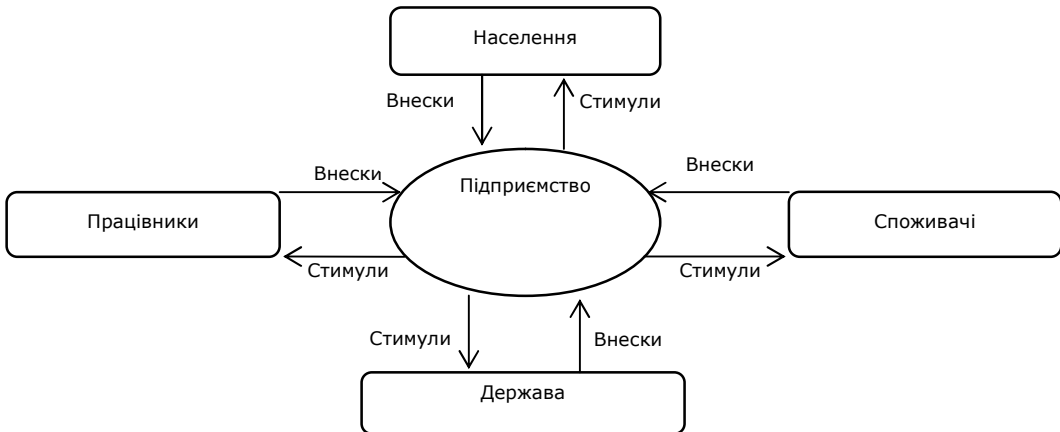 Населення
Внески
Стимули
Внески
Підприємство
Внески
Працівники
Споживачі
Стимули
Стимули
Стимули
Внески
Держава